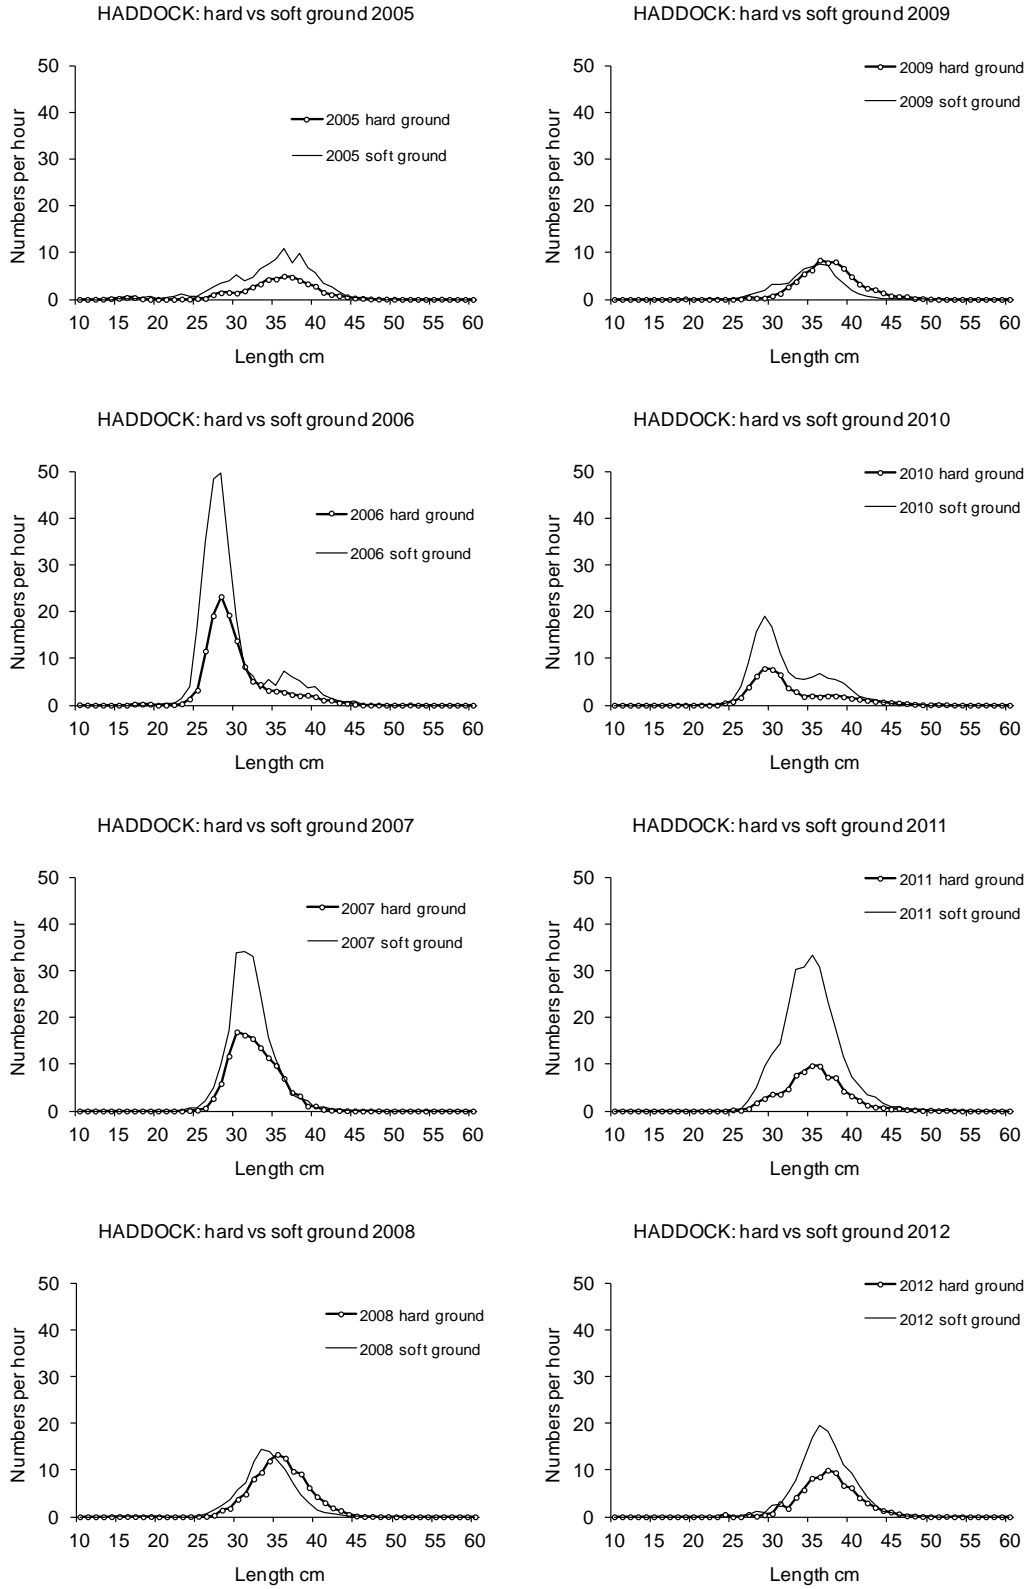 HADDOCK: hard vs soft ground 2005
50
40
30
20
10
0
10 15 20 25 30 35 40 45 50 55 60
Length cm
Numbers per hour
2005 hard ground
2005 soft ground
HADDOCK: hard vs soft ground 2009
50
40
30
20
10
0
10 15 20 25 30 35 40 45 50 55 60
Length cm
Numbers per hour
2009 hard ground
2009 soft ground
HADDOCK: hard vs soft ground 2006
50
40
30
20
10
0
10 15 20 25 30 35 40 45 50 55 60
Length cm
Numbers per hour
2006 hard ground
2006 soft ground
HADDOCK: hard vs soft ground 2010
50
40
30
20
10
0
10 15 20 25 30 35 40 45 50 55 60
Length cm
Numbers per hour
2010 hard ground
2010 soft ground
HADDOCK: hard vs soft ground 2007
50
40
30
20
10
0
10 15 20 25 30 35 40 45 50 55 60
Length cm
Numbers per hour
2007 hard ground
2007 soft ground
HADDOCK: hard vs soft ground 2011
50
40
30
20
10
0
10 15 20 25 30 35 40 45 50 55 60
Length cm
Numbers per hour
2011 hard ground
2011 soft ground
HADDOCK: hard vs soft ground 2008
50
40
30
20
10
0
10 15 20 25 30 35 40 45 50 55 60
Length cm
Numbers per hour
2008 hard ground
2008 soft ground
HADDOCK: hard vs soft ground 2012
50
40
30
20
10
0
10 15 20 25 30 35 40 45 50 55 60
Length cm
Numbers per hour
2012 hard ground
2012 soft ground